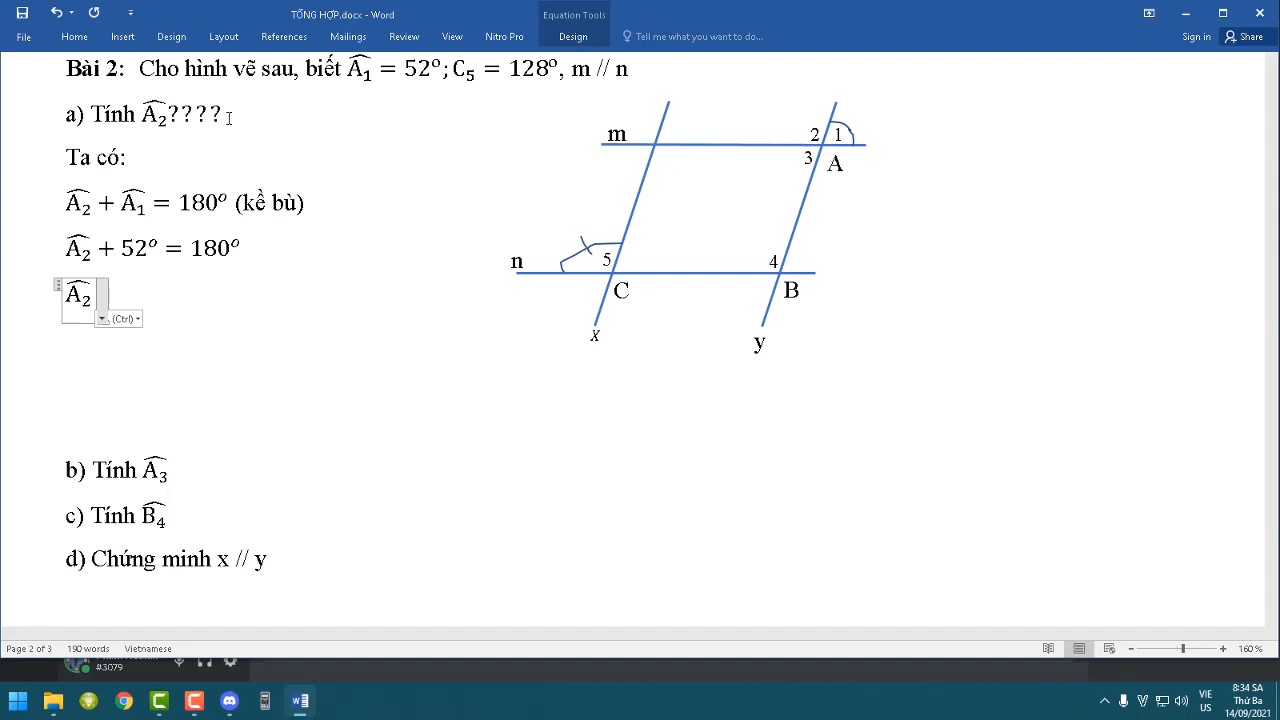 TỔNG HỢP.docx - Word
Equation Tools
File Home Insert Design Layout References Mailings Review View Nitro Pro Design Tell me what you want to do... Sign in Share
Bài 2: Cho hình vẽ sau, biết A₁ = 52°; C₅ = 128°, m // n
a) Tính A₂????
Ta có:
A₂ + A₁ = 180° (kề bù)
A₂ + 52° = 180°
A₂
(Ctrl)
m
2 1
3 A
n 5 4
C B
x
y
b) Tính A₃
c) Tính B₄
d) Chứng minh x // y
Page 2 of 3 190 words Vietnamese 160 %
#3079
VIE
US
8:34 SA
Thứ Ba
14/09/2021